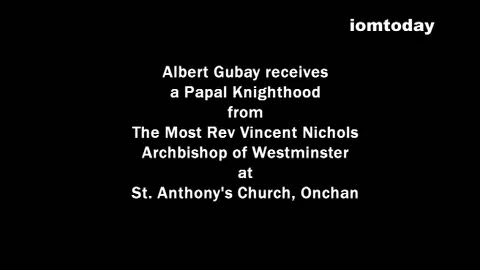 iomtoday
Albert Gubay receives
a Papal Knighthood
from
The Most Rev Vincent Nichols
Archbishop of Westminster
at
St. Anthony's Church, Onchan